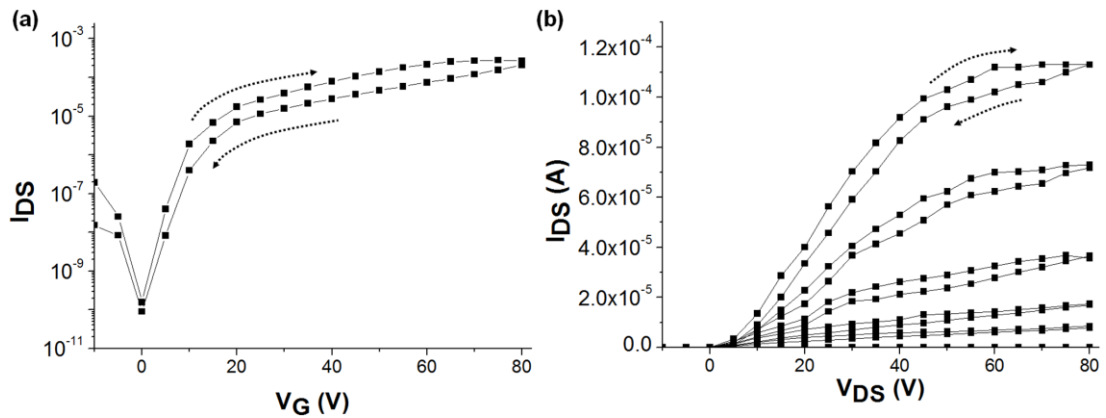 (a)
10⁻³
10⁻⁵
10⁻⁷
10⁻⁹
10⁻¹¹
I_DS
0 20 40 60 80
V_G (V)
(b)
1.2x10⁻⁴
1.0x10⁻⁴
8.0x10⁻⁵
6.0x10⁻⁵
4.0x10⁻⁵
2.0x10⁻⁵
0.0
I_DS (A)
0 20 40 60 80
V_DS (V)